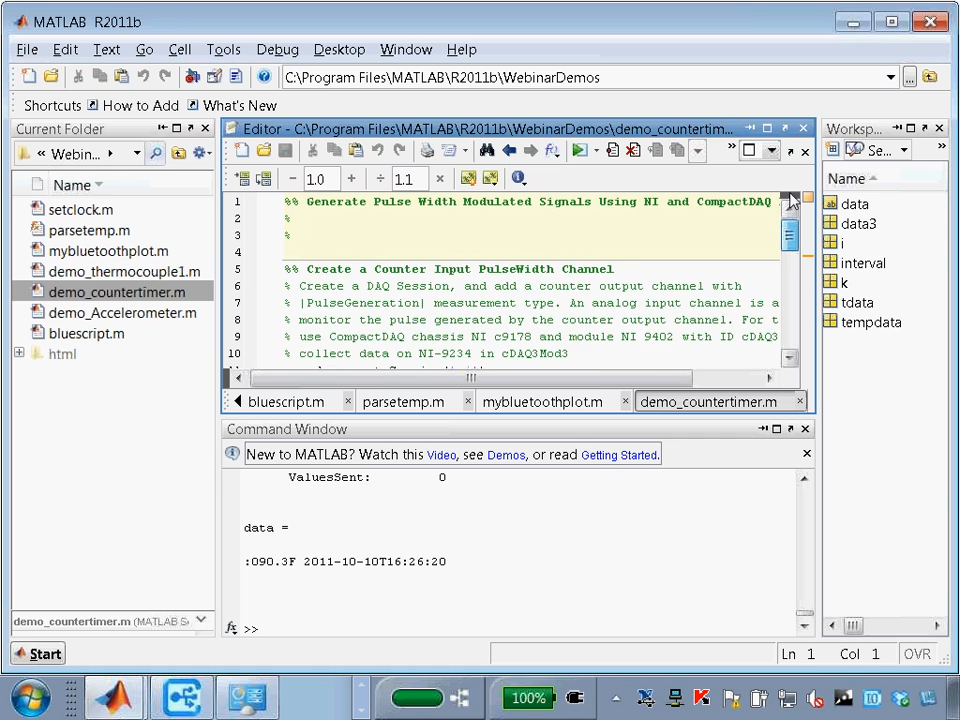 MATLAB R2011b
File Edit Text Go Cell Tools Debug Desktop Window Help
C:\Program Files\MATLAB\R2011b\WebinarDemos
...
Shortcuts How to Add What's New
Current Folder
« Webin...
Name
setclock.m
parsetemp.m
mybluetoothplot.m
demo_thermocouple1.m
demo_countertimer.m
demo_Accelerometer.m
bluescript.m
html
demo_countertimer.m (MATLAB S
Editor - C:\Program Files\MATLAB\R2011b\WebinarDemos\demo_countertim...
− 1.0 + ÷ 1.1 ×
1 %% Generate Pulse Width Modulated Signals Using NI and CompactDAQ
2 %
3 %
4
5 %% Create a Counter Input PulseWidth Channel
6 % Create a DAQ Session, and add a counter output channel with
7 % |PulseGeneration| measurement type. An analog input channel is a
8 % monitor the pulse generated by the counter output channel. For t
9 % use CompactDAQ chassis NI c9178 and module NI 9402 with ID cDAQ3
10 % collect data on NI-9234 in cDAQ3Mod3
bluescript.m × parsetemp.m × mybluetoothplot.m × demo_countertimer.m ×
Command Window
New to MATLAB? Watch this Video, see Demos, or read Getting Started.
ValuesSent: 0
data =
:090.3F 2011-10-10T16:26:20
fx >>
Worksp...
Se...
Name
data
data3
i
interval
k
tdata
tempdata
Start
Ln 1 Col 1 OVR
100%